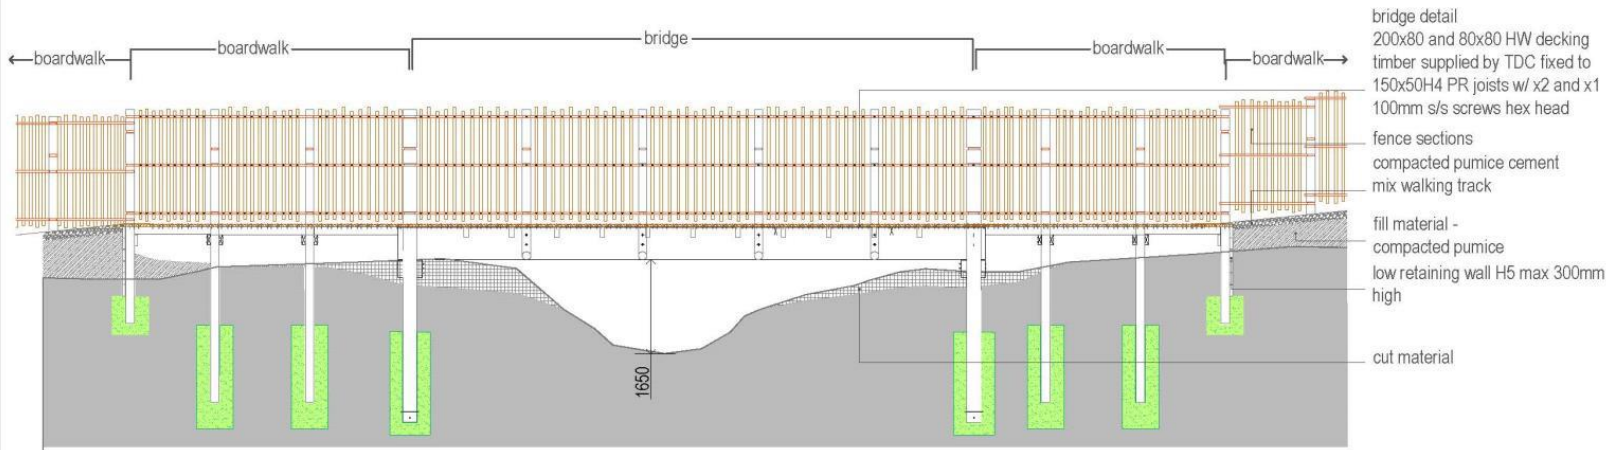 boardwalk
boardwalk
bridge
boardwalk
boardwalk
bridge detail
200x80 and 80x80 HW decking
timber supplied by TDC fixed to
150x50H4 PR joists w/ x2 and x1
100mm s/s screws hex head
fence sections
compacted pumice cement
mix walking track
fill material -
compacted pumice
low retaining wall H5 max 300mm
high
cut material
1650